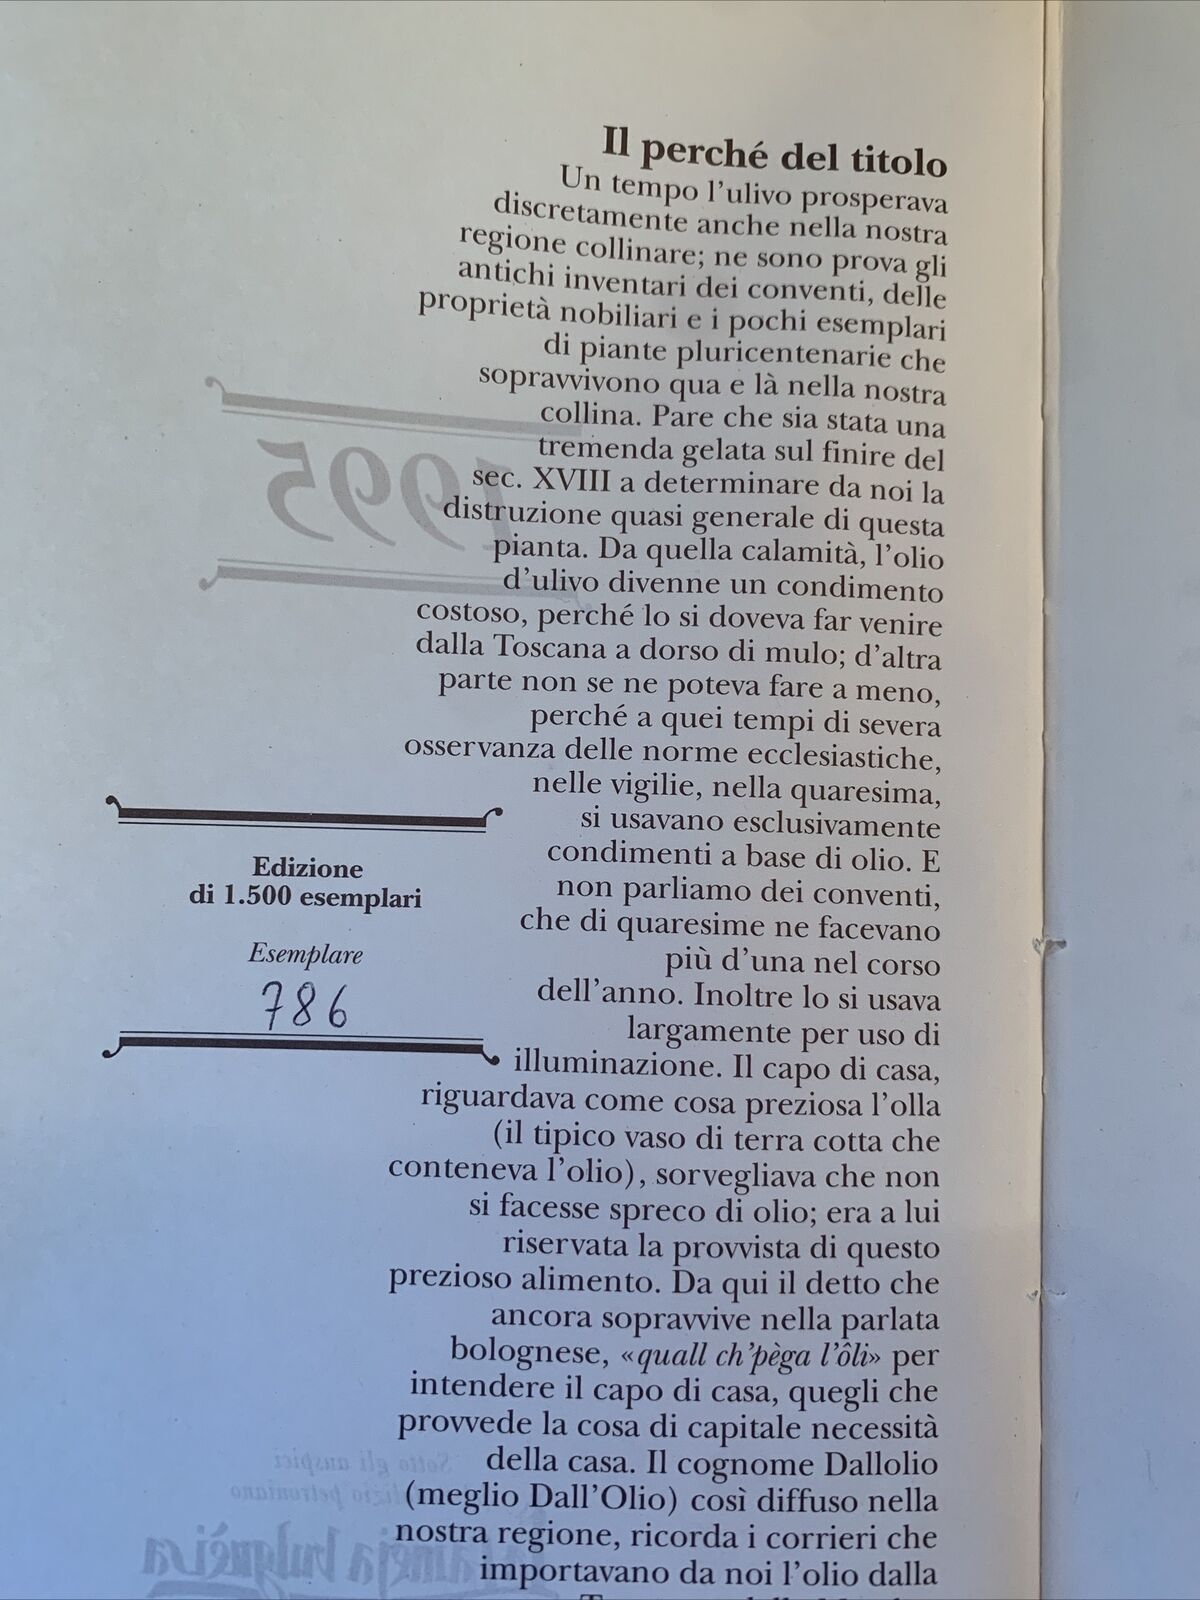 Il perché del titolo
Un tempo l'ulivo prosperava
discretamente anche nella nostra
regione collinare; ne sono prova gli
antichi inventari dei conventi, delle
proprietà nobiliari e i pochi esemplari
di piante pluricentenarie che
sopravvivono qua e là nella nostra
collina. Pare che sia stata una
tremenda gelata sul finire del
sec. XVIII a determinare da noi la
distruzione quasi generale di questa
pianta. Da quella calamità, l'olio
d'ulivo divenne un condimento
costoso, perché lo si doveva far venire
dalla Toscana a dorso di mulo; d'altra
parte non se ne poteva fare a meno,
perché a quei tempi di severa
osservanza delle norme ecclesiastiche,
nelle vigilie, nella quaresima,
si usavano esclusivamente
condimenti a base di olio. E
non parliamo dei conventi,
che di quaresime ne facevano
più d'una nel corso
dell'anno. Inoltre lo si usava
largamente per uso di
illuminazione. Il capo di casa,
riguardava come cosa preziosa l'olla
(il tipico vaso di terra cotta che
conteneva l'olio), sorvegliava che non
si facesse spreco di olio; era a lui
riservata la provvista di questo
prezioso alimento. Da qui il detto che
ancora sopravvive nella parlata
bolognese, «quall ch'pèga l'ôli» per
intendere il capo di casa, quegli che
provvede la cosa di capitale necessità
della casa. Il cognome Dallolio
(meglio Dall'Olio) così diffuso nella
nostra regione, ricorda i corrieri che
importavano da noi l'olio dalla
Edizione
di 1.500 esemplari
Esemplare
786
1995
Sotto gli auspici
petroniano